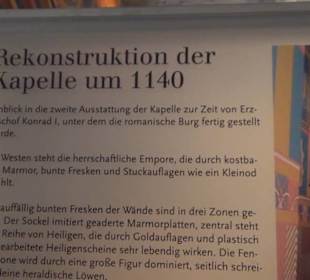 Rekonstruktion der
Kapelle um 1140
nblick in die zweite Ausstattung der Kapelle zur Zeit von Erz-
schof Konrad I, unter dem die romanische Burg fertig gestellt
rde.
Westen steht die herrschaftliche Empore, die durch kostba-
Marmor, bunte Fresken und Stuckauflagen wie ein Kleinod
hlt.
auffällig bunten Fresken der Wände sind in drei Zonen ge-
. Der Sockel imitiert geaderte Marmorplatten, zentral steht
Reihe von Heiligen, die durch Goldauflagen und plastisch
earbeitete Heiligenscheine sehr lebendig wirken. Die Fen-
one wird durch eine große Figur dominiert, seitlich schrei-
leine heraldische Löwen.